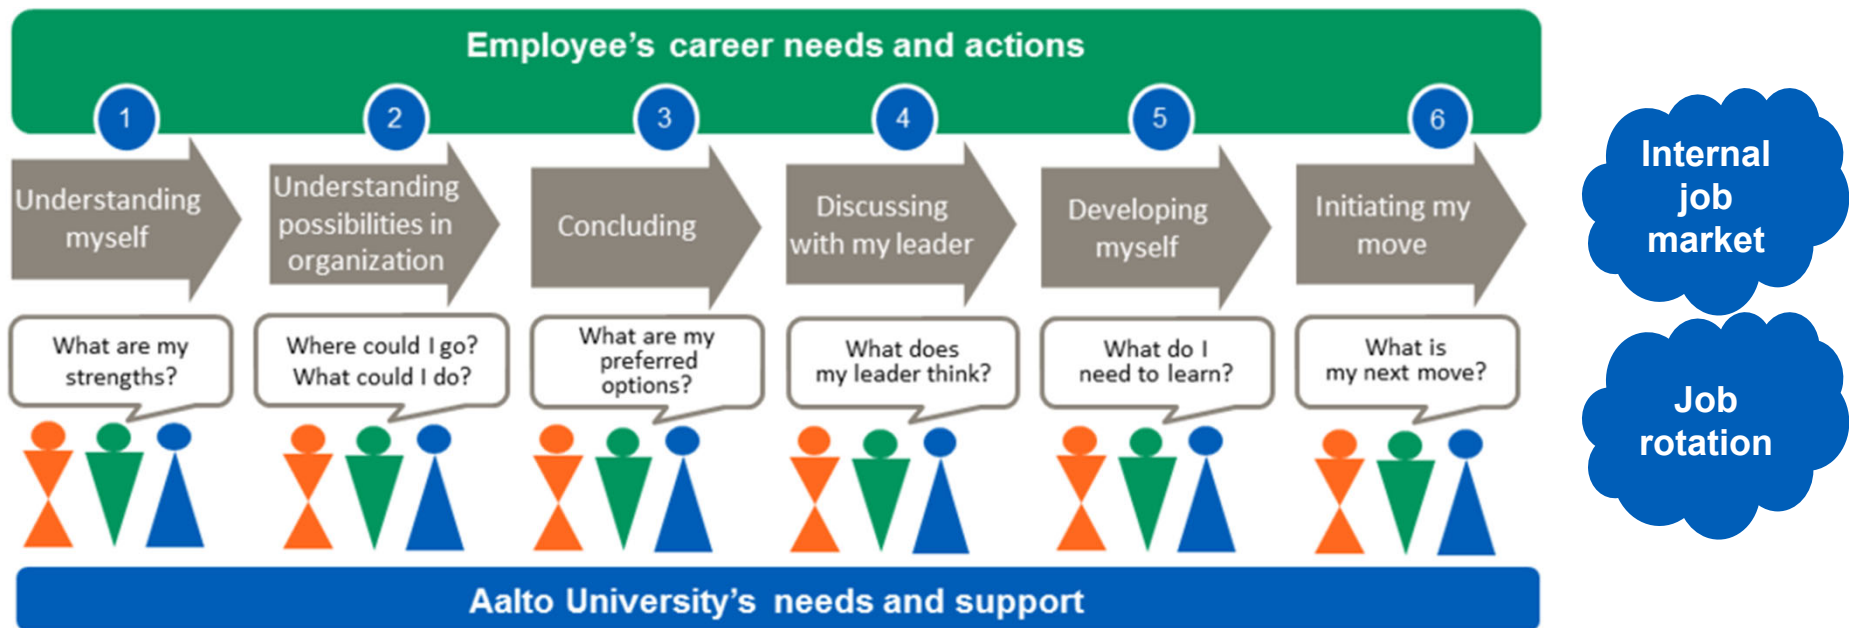 Employee’s career needs and actions
1
2
3
4
5
6
Understanding
myself
Understanding
possibilities in
organization
Concluding
Discussing
with my leader
Developing
myself
Initiating my
move
What are my
strengths?
Where could I go?
What could I do?
What are my
preferred
options?
What does
my leader think?
What do I
need to learn?
What is
my next move?
Aalto University’s needs and support
Internal
job
market
Job
rotation